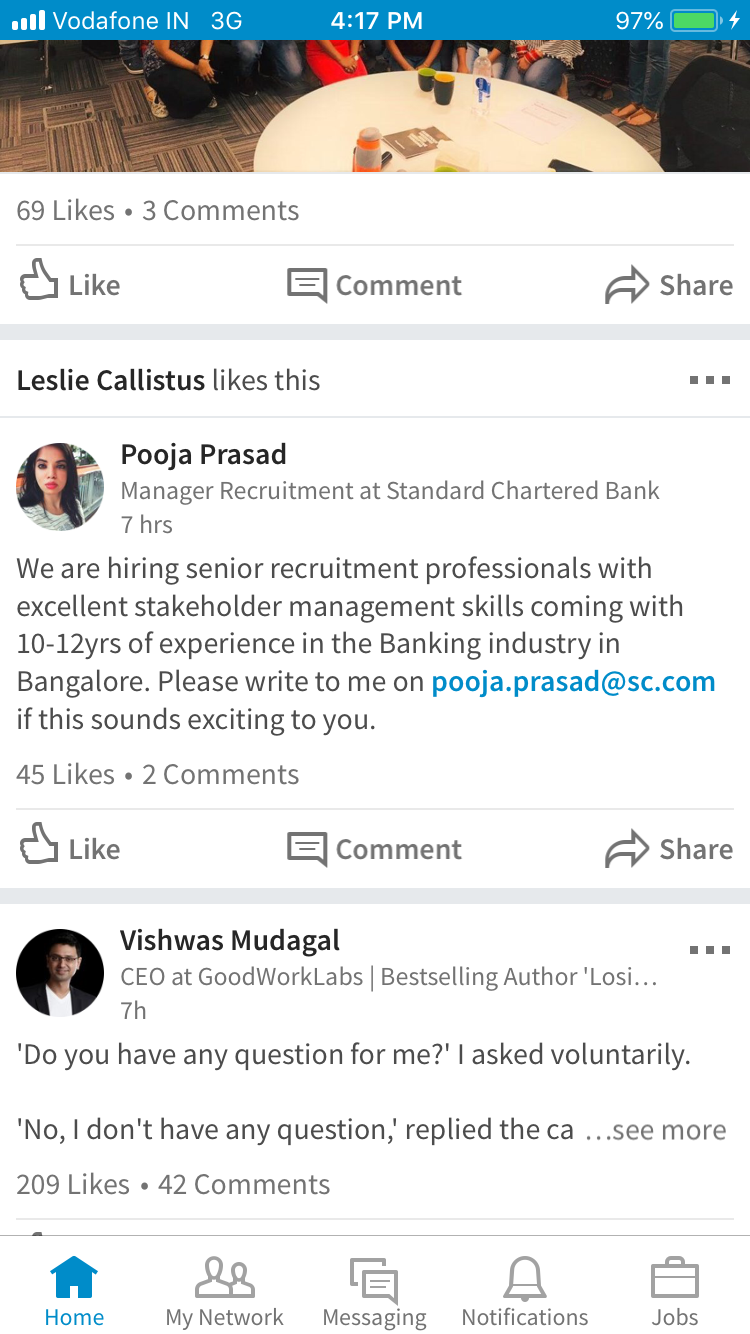 Vodafone IN 3G 4:17 PM 97%
69 Likes • 3 Comments
Like Comment Share
Leslie Callistus likes this
Pooja Prasad
Manager Recruitment at Standard Chartered Bank
7 hrs
We are hiring senior recruitment professionals with
excellent stakeholder management skills coming with
10-12yrs of experience in the Banking industry in
Bangalore. Please write to me on pooja.prasad@sc.com
if this sounds exciting to you.
45 Likes • 2 Comments
Like Comment Share
Vishwas Mudagal
CEO at GoodWorkLabs | Bestselling Author 'Losi...
7h
'Do you have any question for me?' I asked voluntarily.
'No, I don't have any question,' replied the ca ...see more
209 Likes • 42 Comments
Home My Network Messaging Notifications Jobs